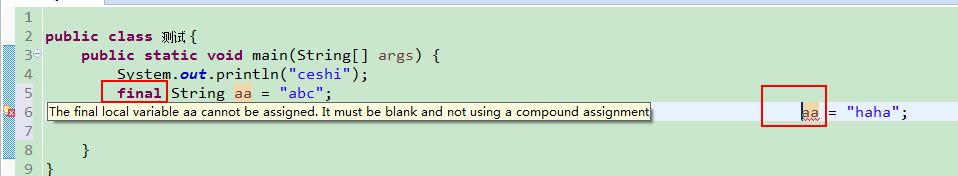 1
2 public class 测试{
3 public static void main(String[] args) {
4 System.out.println("ceshi");
5 final String aa = "abc";
6 The final local variable aa cannot be assigned. It must be blank and not using a compound assignment aa = "haha";
7
8 }
9 }